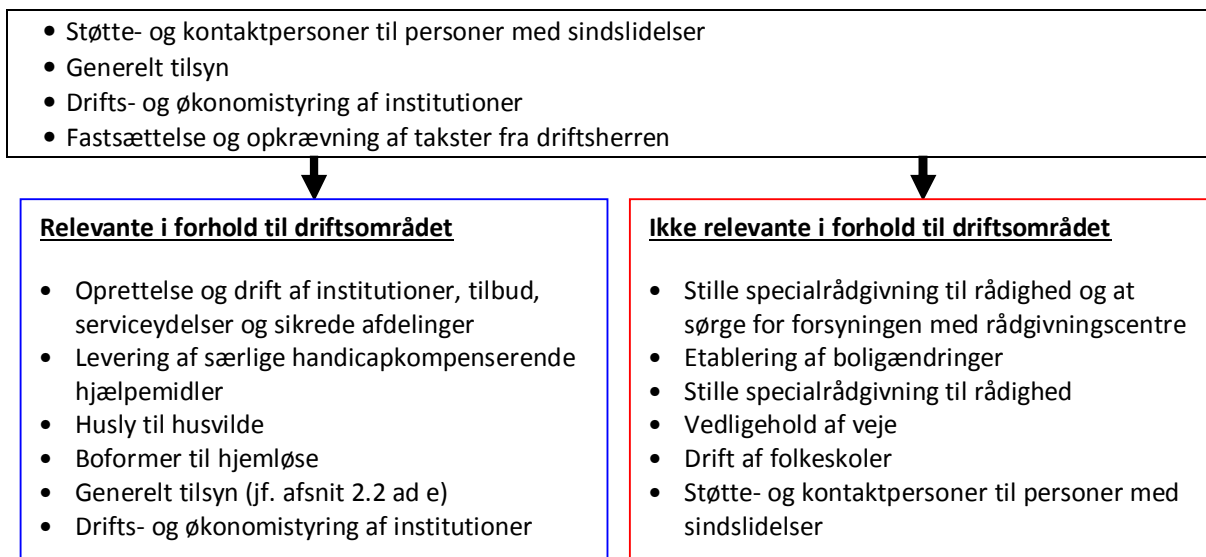 • Støtte- og kontaktpersoner til personer med sindslidelser
• Generelt tilsyn
• Drifts- og økonomistyring af institutioner
• Fastsættelse og opkrævning af takster fra driftsherren
Relevante i forhold til driftsområdet
• Oprettelse og drift af institutioner, tilbud,
serviceydelser og sikrede afdelinger
• Levering af særlige handicapkompenserende
hjælpemidler
• Husly til husvilde
• Boformer til hjemløse
• Generelt tilsyn (jf. afsnit 2.2 ad e)
• Drifts- og økonomistyring af institutioner
Ikke relevante i forhold til driftsområdet
• Stille specialrådgivning til rådighed og at
sørge for forsyningen med rådgivningscentre
• Etablering af boligændringer
• Stille specialrådgivning til rådighed
• Vedligehold af veje
• Drift af folkeskoler
• Støtte- og kontaktpersoner til personer med
sindslidelser